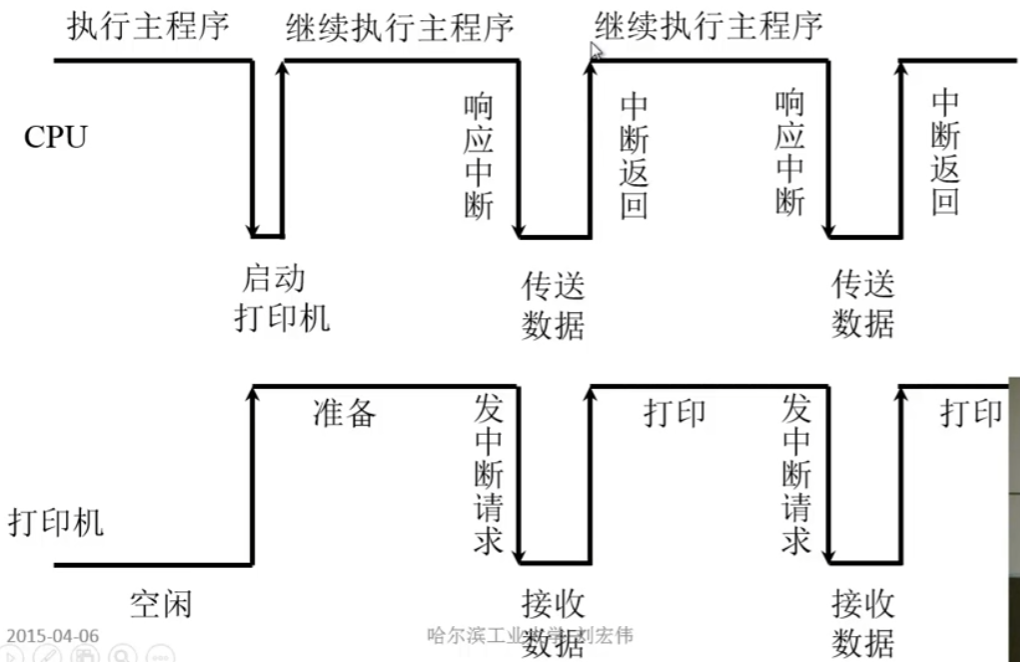 执行主程序
继续执行主程序
继续执行主程序
CPU
响应中断
中断返回
响应中断
中断返回
启动
打印机
传送
数据
传送
数据
准备
发中断请求
打印
发中断请求
打印
打印机
空闲
接收
数据
接收
数据
2015-04-06
哈尔滨工业大学 刘宏伟